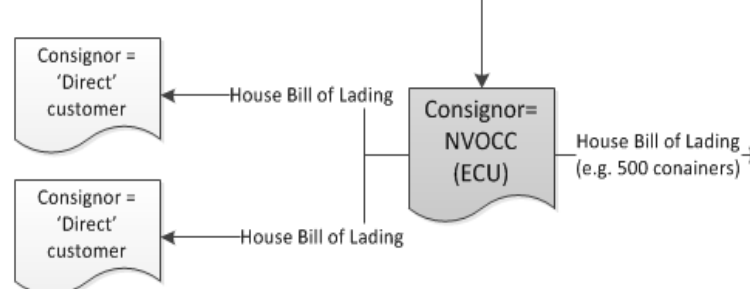 Consignor =
'Direct'
customer
House Bill of Lading
Consignor=
NVOCC
(ECU)
House Bill of Lading
(e.g. 500 conainers)
Consignor =
'Direct'
customer
House Bill of Lading